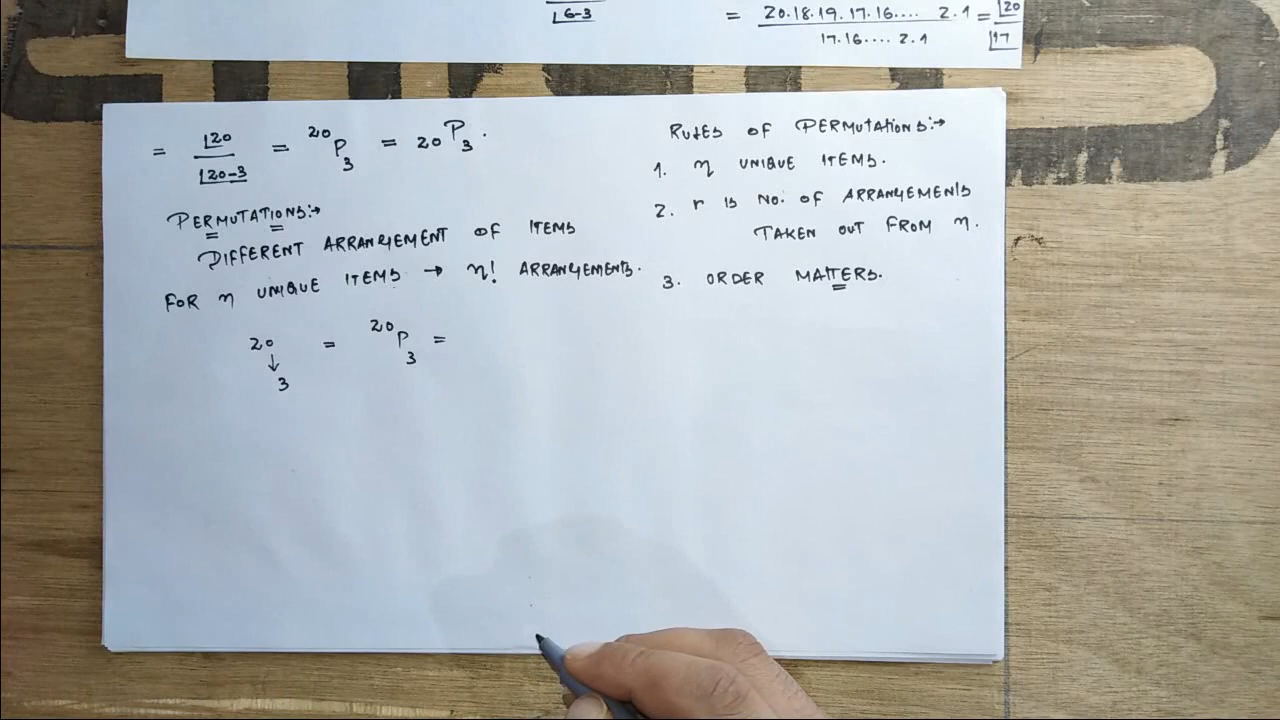 |6-3
= 20.18.19.17.16.... 2.1 = |20
17.16.... 2.1 |17
= |20 / |20-3 = ²⁰P₃ = 20P₃.
PERMUTATIONS:→
DIFFERENT ARRANGEMENT OF ITEMS
FOR n UNIQUE ITEMS → n! ARRANGEMENTS.
20 ↓ 3 = ²⁰P₃ =
RULES OF PERMUTATIONS:→
1. n UNIQUE ITEMS.
2. r IS NO. OF ARRANGEMENTS
TAKEN OUT FROM n.
3. ORDER MATTERS.